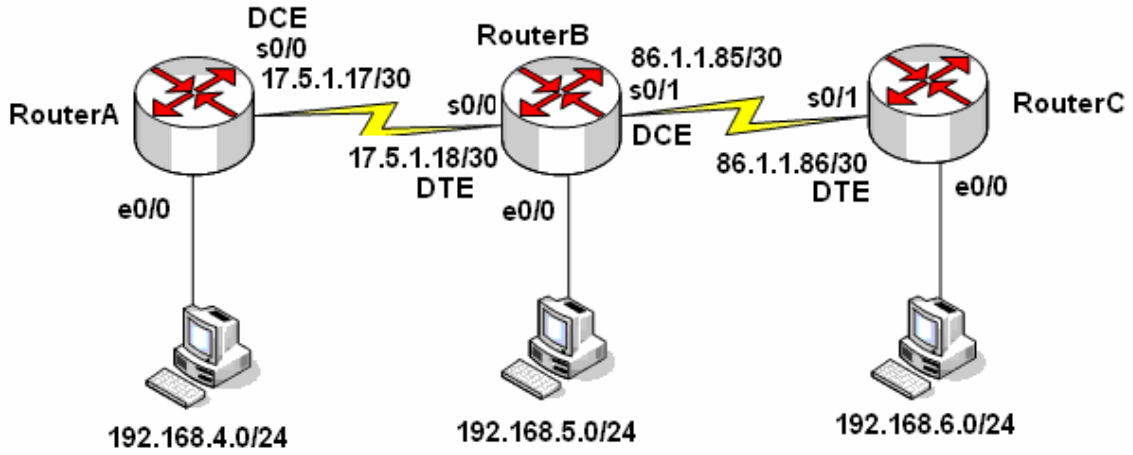 DCE
s0/0
17.5.1.17/30
RouterA
RouterB
s0/0
17.5.1.18/30
DTE
86.1.1.85/30
s0/1
DCE
s0/1
86.1.1.86/30
DTE
RouterC
e0/0
e0/0
e0/0
192.168.4.0/24
192.168.5.0/24
192.168.6.0/24